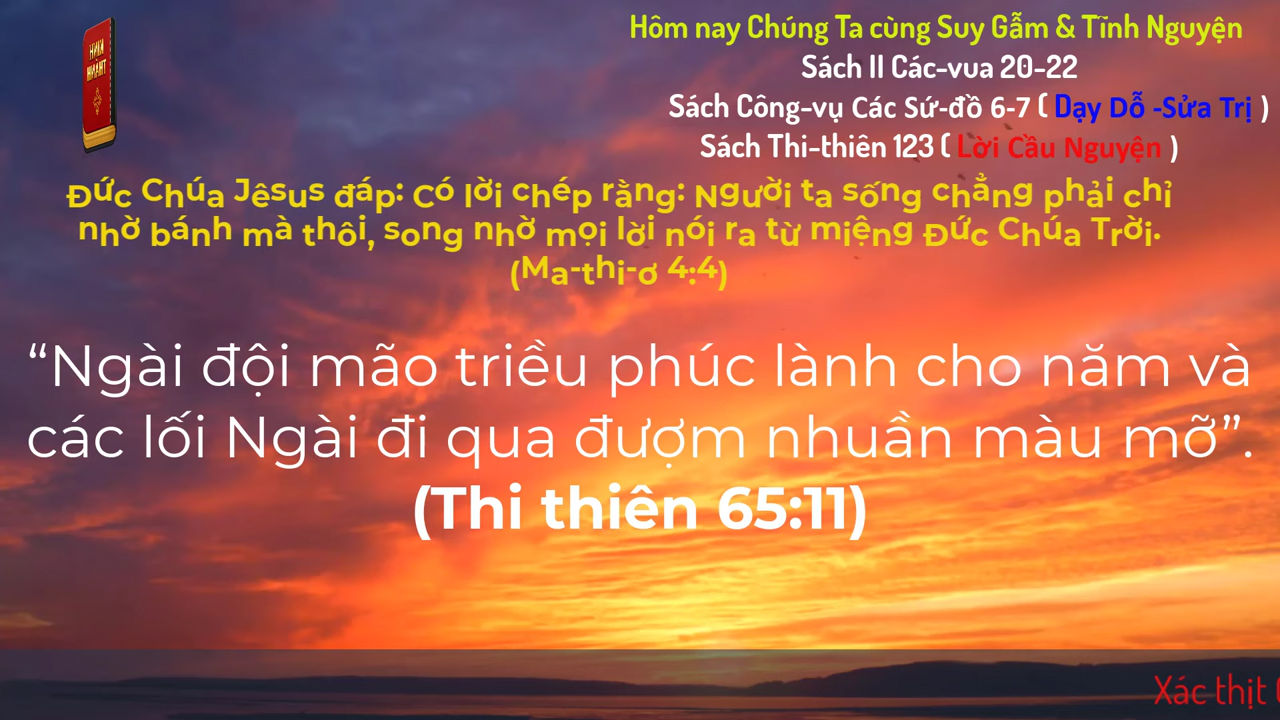 Hôm nay Chúng Ta cùng Suy Gẫm & Tĩnh Nguyện
Sách II Các-vua 20-22
Sách Công-vụ Các Sứ-đồ 6-7 ( Dạy Dỗ -Sửa Trị )
Sách Thi-thiên 123 ( Lời Cầu Nguyện )
KINH
THÁNH
Đức Chúa Jêsus đáp: Có lời chép rằng: Người ta sống chẳng phải chỉ
nhờ bánh mà thôi, song nhờ mọi lời nói ra từ miệng Đức Chúa Trời.
(Ma-thi-ơ 4:4)
“Ngài đội mão triều phúc lành cho năm và
các lối Ngài đi qua đượm nhuần màu mỡ”.
(Thi thiên 65:11)
Xác thịt